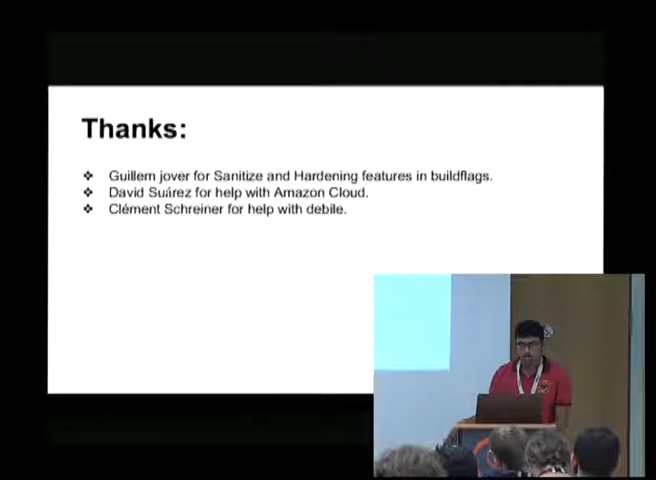 Thanks:
❖ Guillem jover for Sanitize and Hardening features in buildflags.
❖ David Suárez for help with Amazon Cloud.
❖ Clément Schreiner for help with debile.